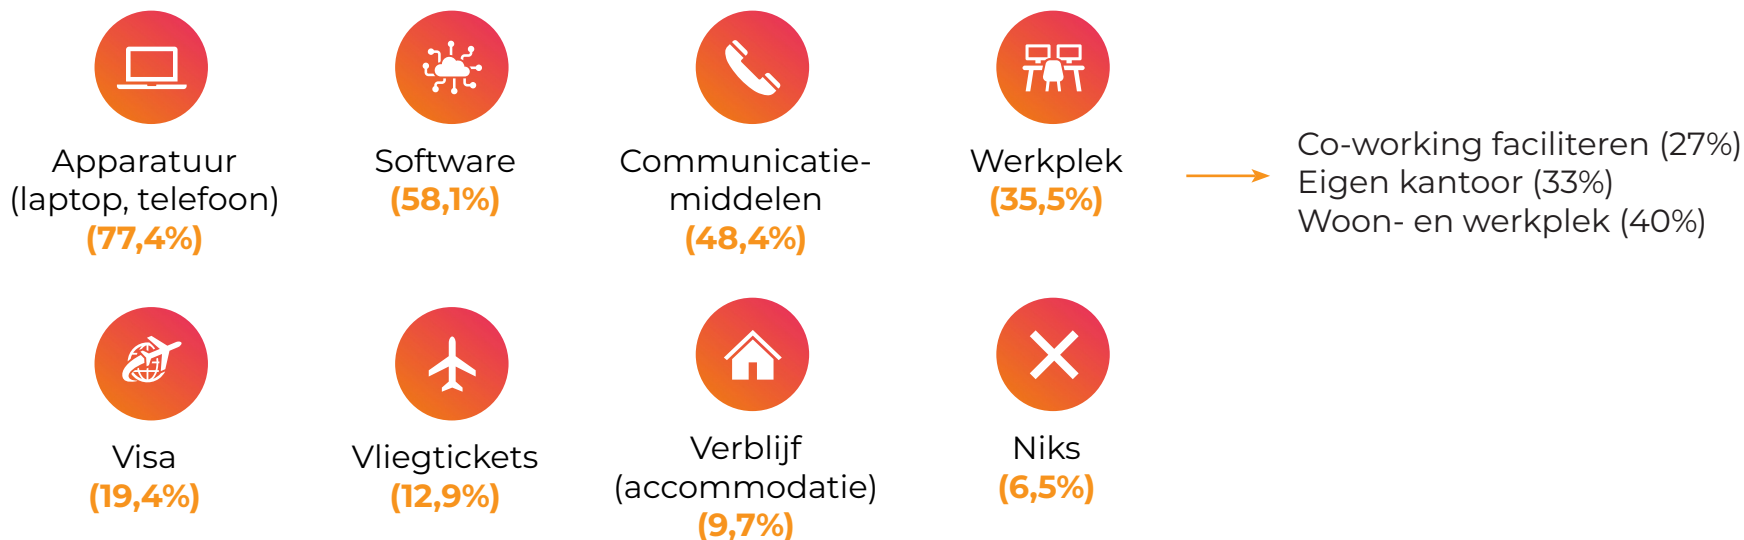 Apparatuur
(laptop, telefoon)
(77,4%)
Software
(58,1%)
Communicatie-
middelen
(48,4%)
Werkplek
(35,5%)
Co-working faciliteren (27%)
Eigen kantoor (33%)
Woon- en werkplek (40%)
Visa
(19,4%)
Vliegtickets
(12,9%)
Verblijf
(accommodatie)
(9,7%)
Niks
(6,5%)